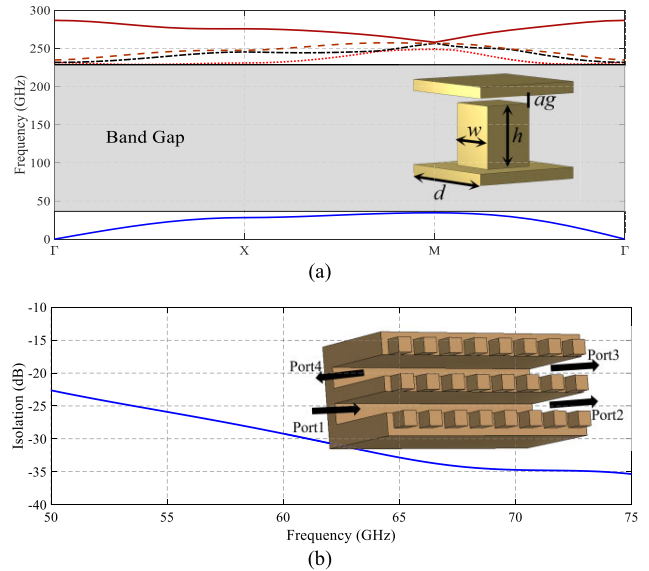 300
250
200
150
100
50
0
Frequency (GHz)
Band Gap
ag
w
h
d
Γ X M Γ
(a)
-10
-15
-20
-25
-30
-35
-40
Isolation (dB)
Port4
Port3
Port1
Port2
50 55 60 65 70 75
Frequency (GHz)
(b)